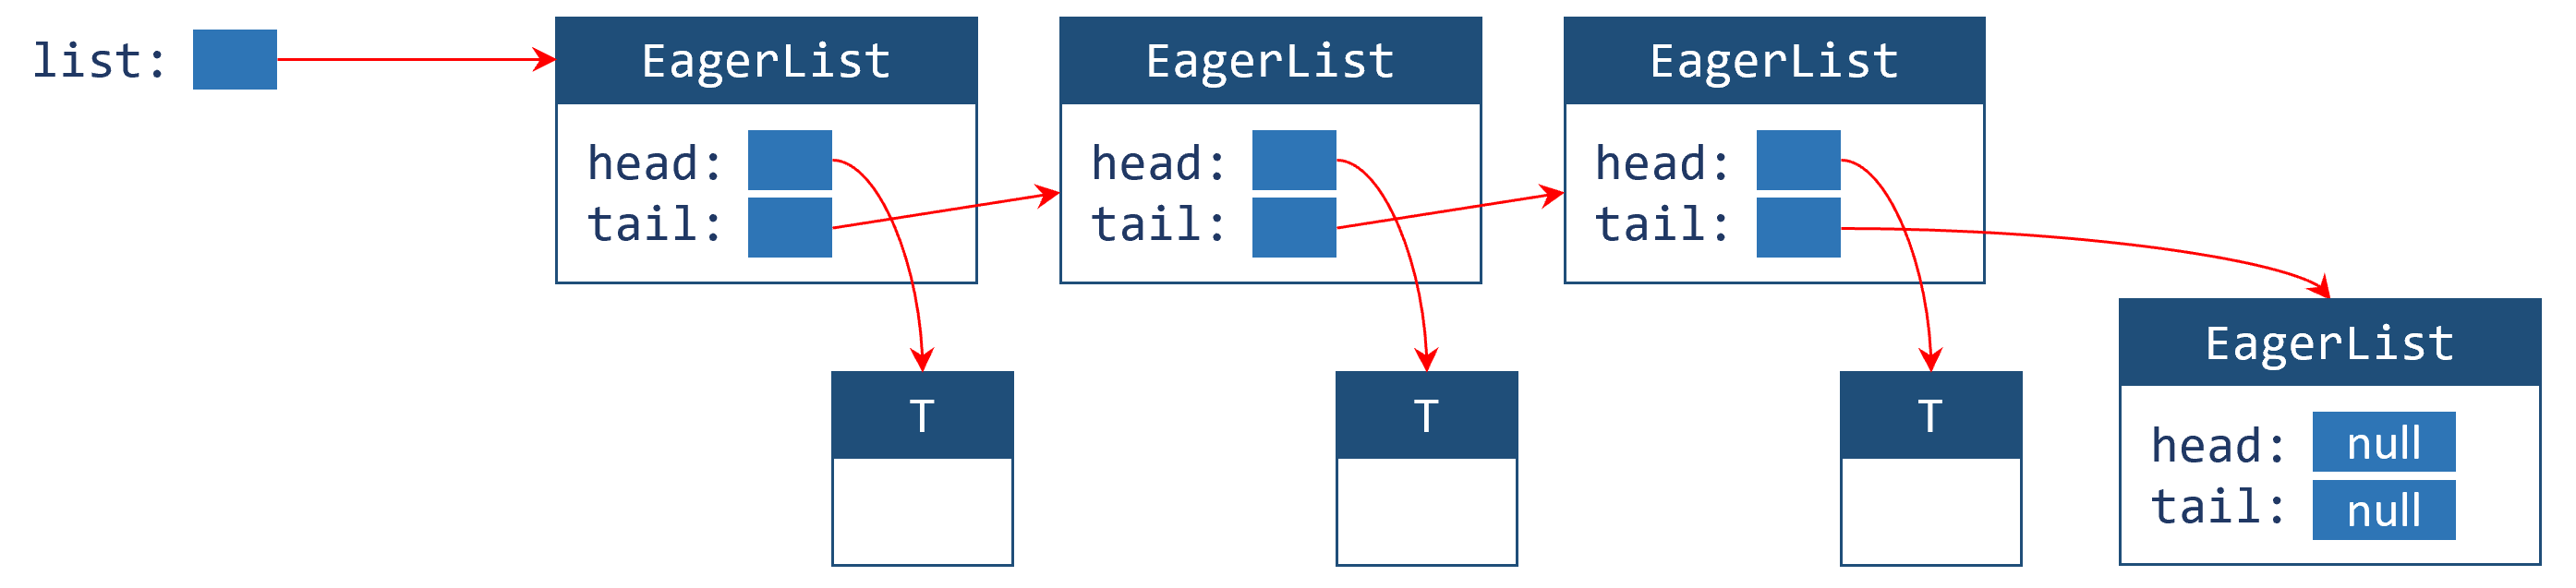 list:
EagerList
head:
tail:
T
EagerList
head:
tail:
T
EagerList
head:
tail:
T
EagerList
head: null
tail: null